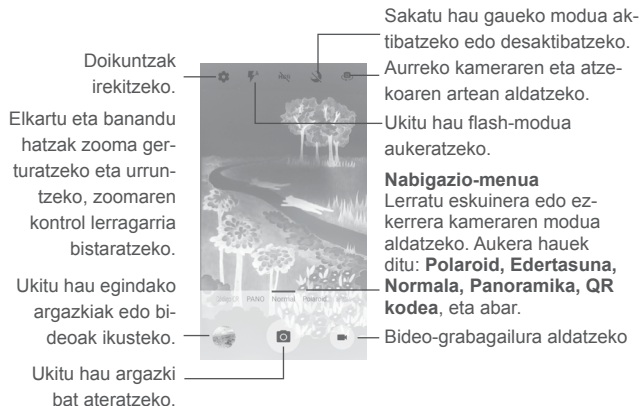 Sakatu hau gaueko modua ak-
tibatzeko edo desaktibatzeko.
Doikuntzak
irekitzeko.
Aurreko kameraren eta atze-
koaren artean aldatzeko.
Elkartu eta banandu
hatzak zooma ger-
turatzeko eta urrun-
tzeko, zoomaren
kontrol lerragarria
bistaratzeko.
Ukitu hau flash-modua
aukeratzeko.
Nabigazio-menua
Lerratu eskuinera edo ez-
kerrera kameraren modua
aldatzeko. Aukera hauek
ditu: Polaroid, Edertasuna,
Normala, Panoramika, QR
kodea, eta abar.
PANO Normal
Ukitu hau egindako
argazkiak edo bi-
deoak ikusteko.
Bideo-grabagailura aldatzeko
Ukitu hau argazki
bat ateratzeko.